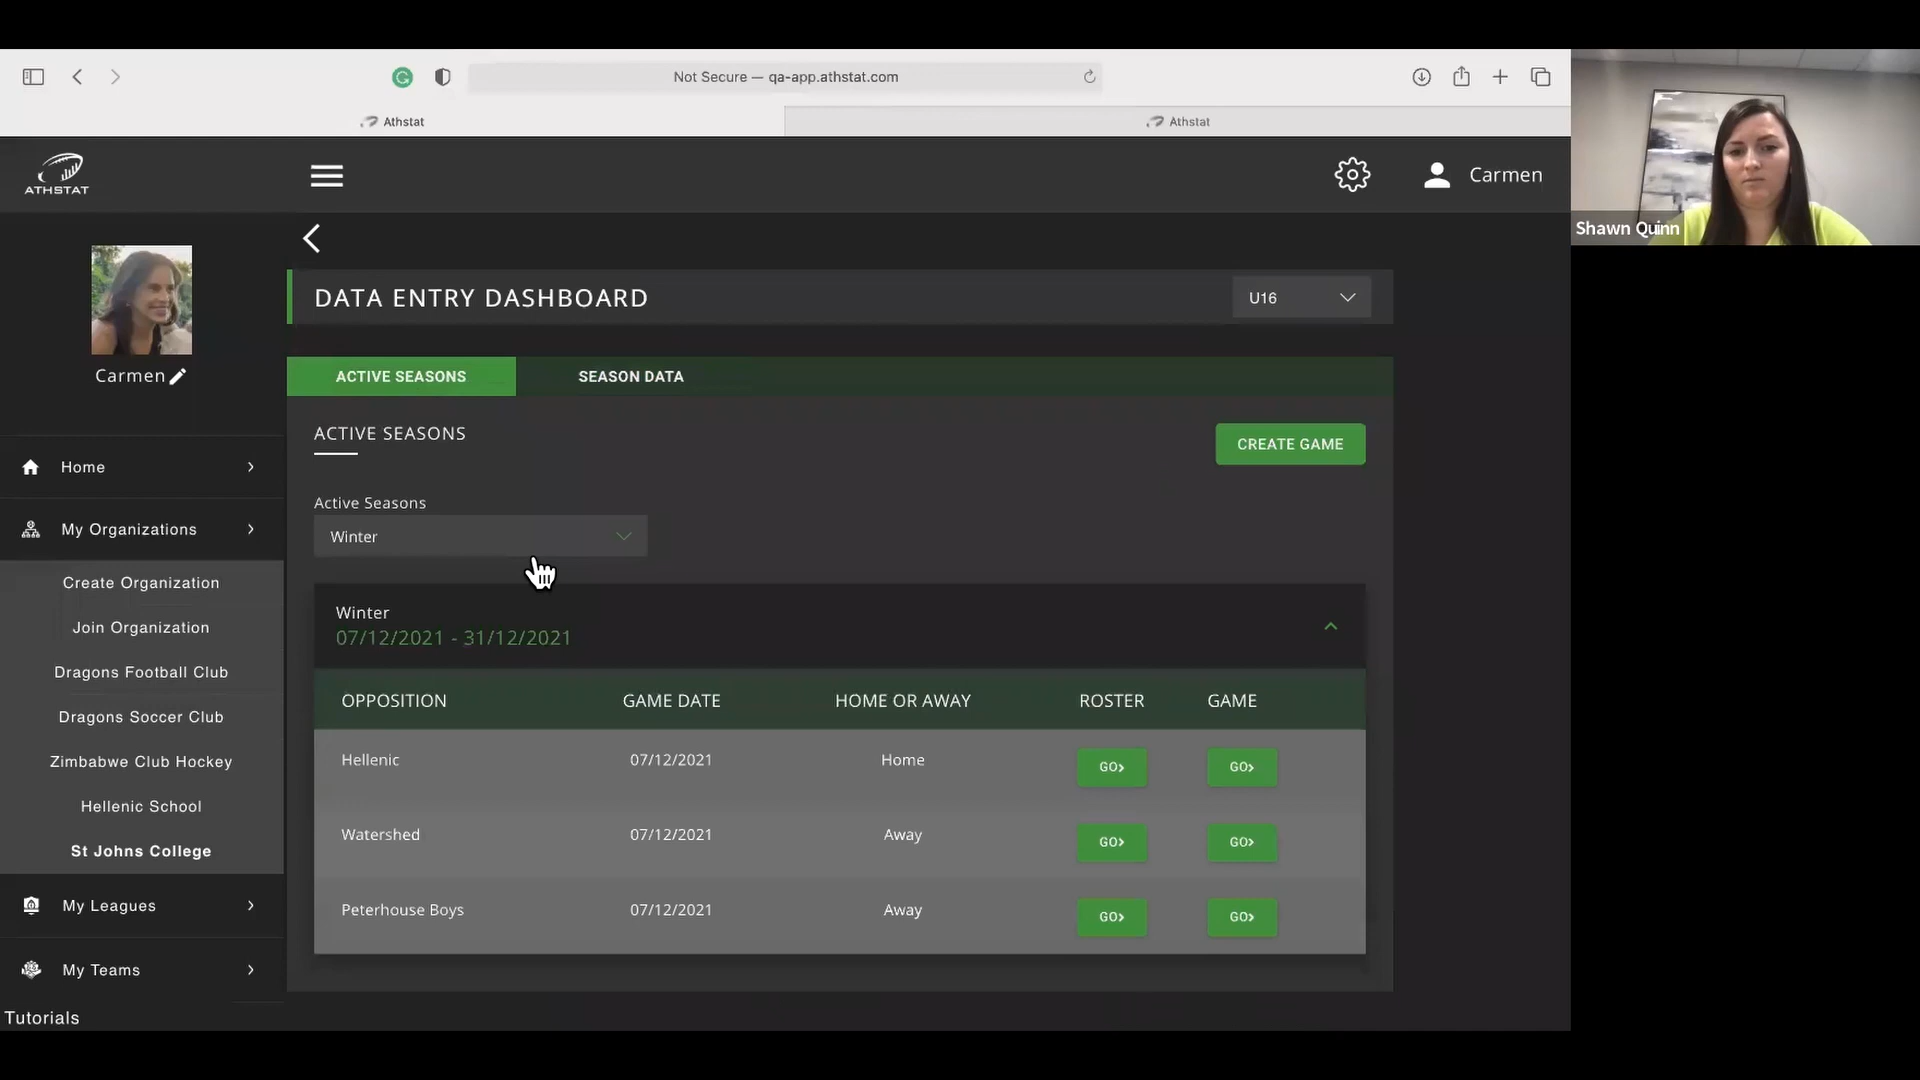 Not Secure — qa-app.athstat.com
Athstat
Athstat
ATHSTAT
Carmen
Shawn Quinn
Carmen
DATA ENTRY DASHBOARD
U16
ACTIVE SEASONS
SEASON DATA
ACTIVE SEASONS
CREATE GAME
Active Seasons
Winter
Home
My Organizations
Create Organization
Join Organization
Dragons Football Club
Dragons Soccer Club
Zimbabwe Club Hockey
Hellenic School
St Johns College
My Leagues
My Teams
Tutorials
Winter
07/12/2021 - 31/12/2021
OPPOSITION GAME DATE HOME OR AWAY ROSTER GAME
Hellenic 07/12/2021 Home GO> GO>
Watershed 07/12/2021 Away GO> GO>
Peterhouse Boys 07/12/2021 Away GO> GO>